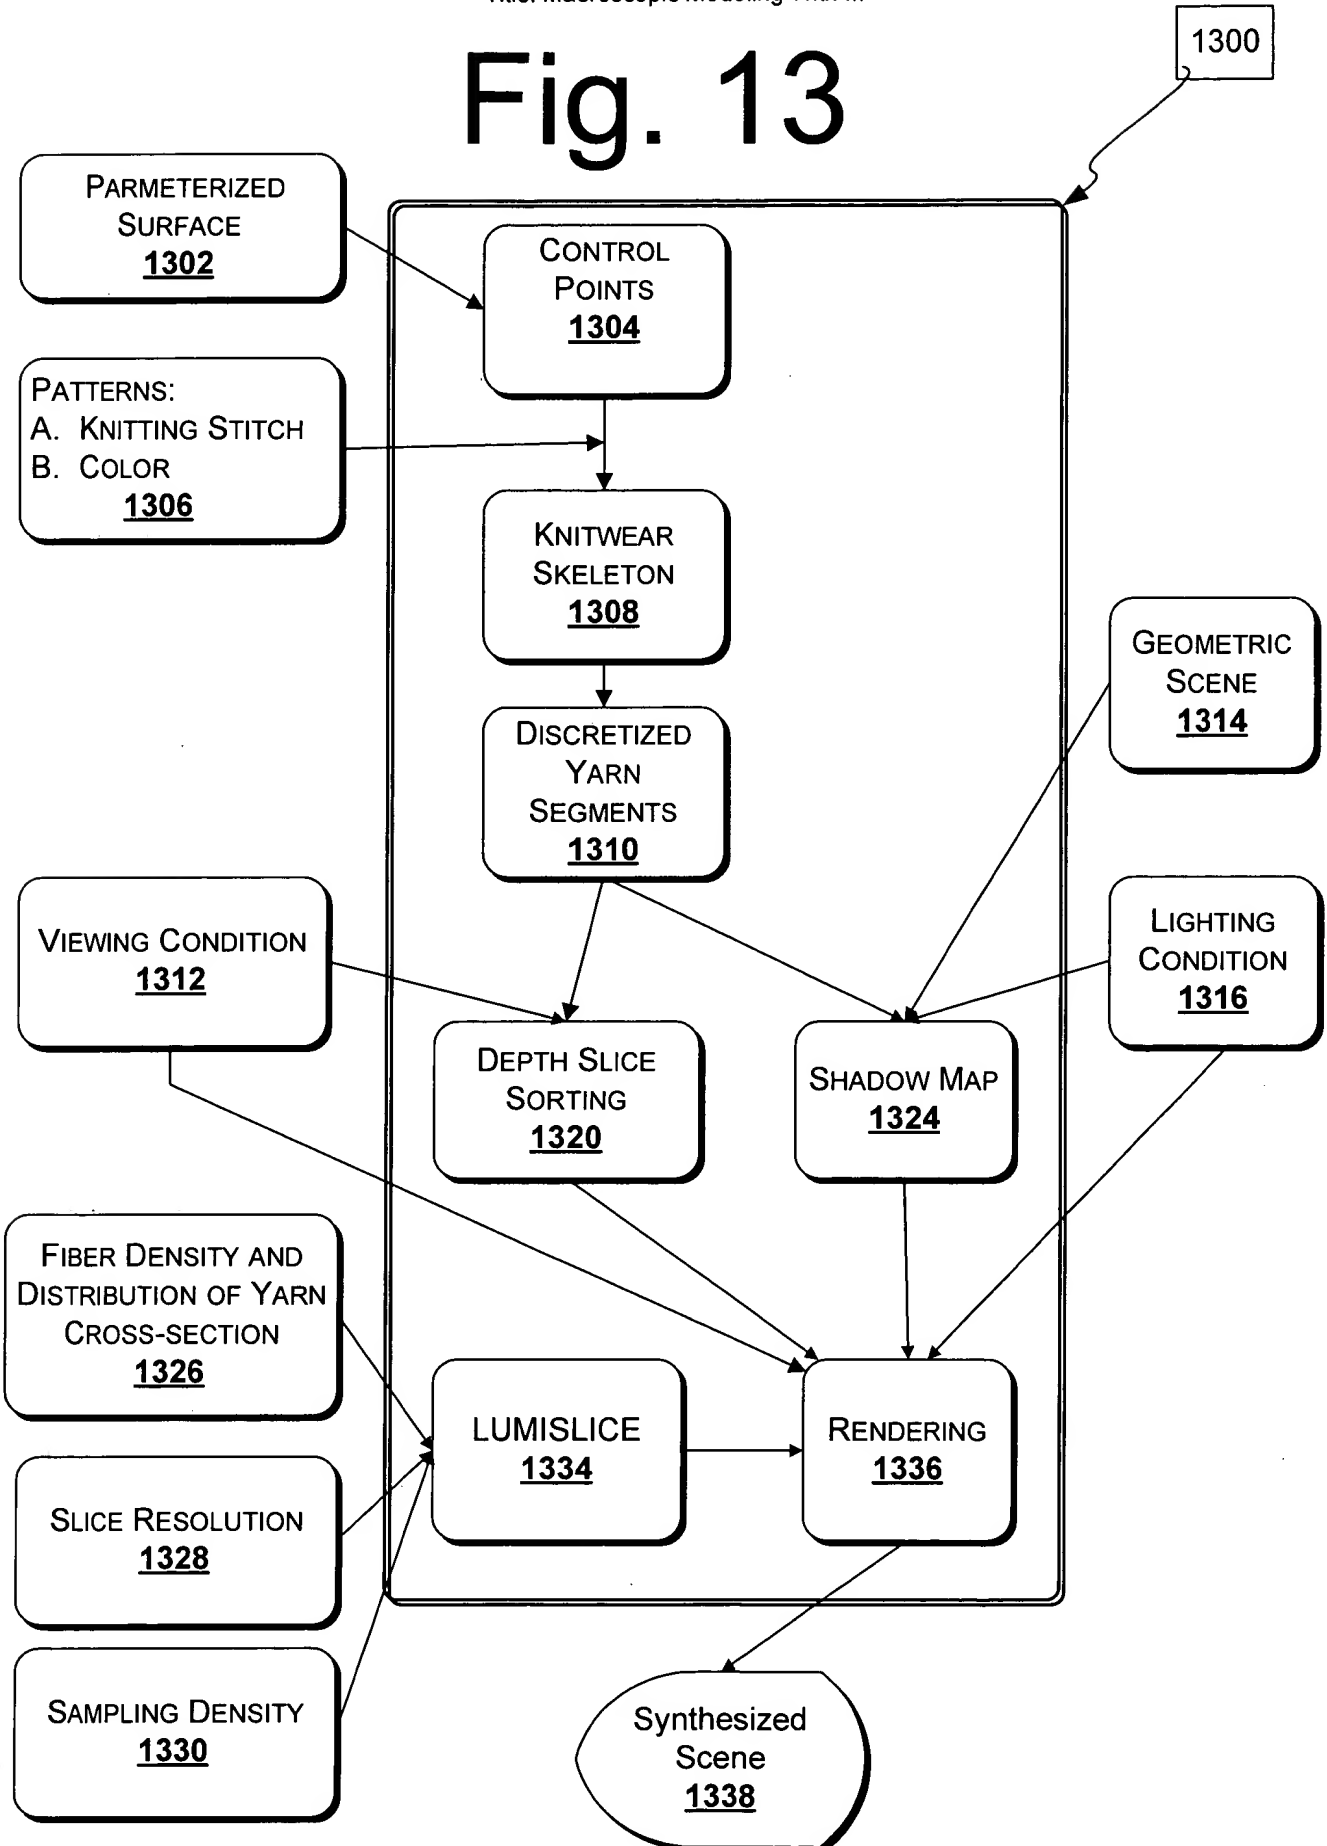 1300
Fig. 13
PARMETERIZED
SURFACE
1302
CONTROL
POINTS
1304
PATTERNS:
A. KNITTING STITCH
B. COLOR
1306
KNITWEAR
SKELETON
1308
GEOMETRIC
SCENE
1314
DISCRETIZED
YARN
SEGMENTS
1310
VIEWING CONDITION
1312
LIGHTING
CONDITION
1316
DEPTH SLICE
SORTING
1320
SHADOW MAP
1324
FIBER DENSITY AND
DISTRIBUTION OF YARN
CROSS-SECTION
1326
LUMISLICE
1334
RENDERING
1336
SLICE RESOLUTION
1328
SAMPLING DENSITY
1330
Synthesized
Scene
1338